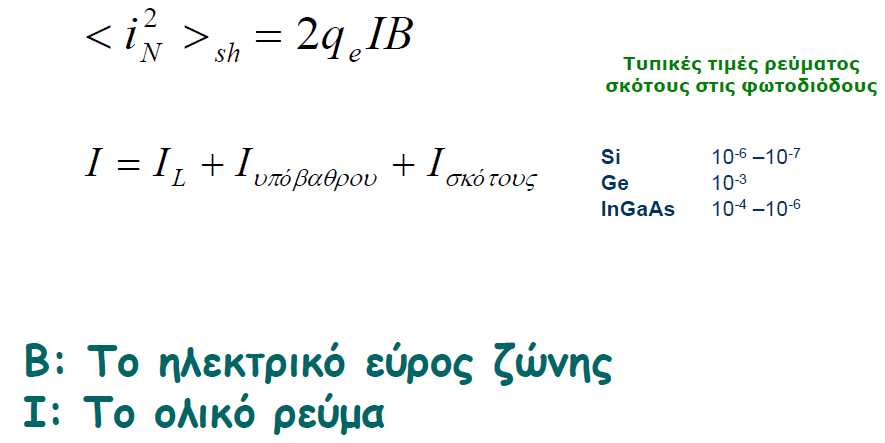 < i_N^2 >_sh = 2q_e IB
Τυπικές τιμές ρεύματος
σκότους στις φωτοδιόδους
I = I_L + I_υπόβαθρου + I_σκότους
Si 10^-6 –10^-7
Ge 10^-3
InGaAs 10^-4 –10^-6
Β: Το ηλεκτρικό εύρος ζώνης
Ι: Το ολικό ρεύμα